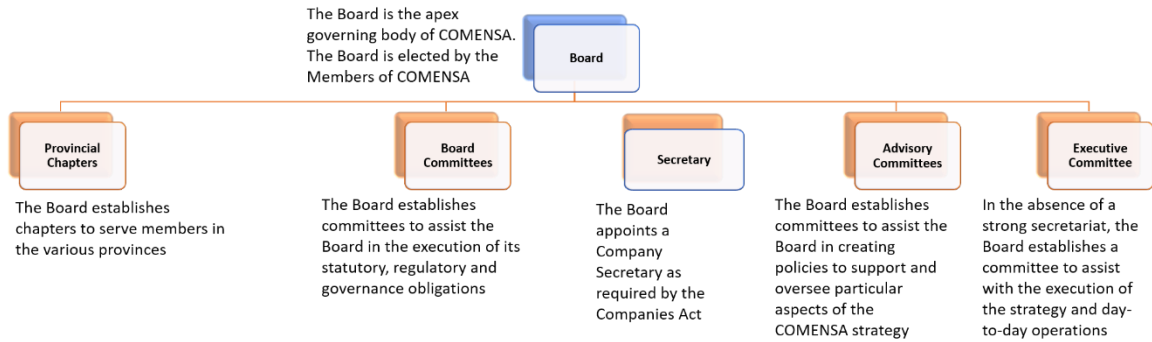 The Board is the apex
governing body of COMENSA.
The Board is elected by the
Members of COMENSA
Board
Provincial
Chapters
The Board establishes
chapters to serve members in
the various provinces
Board
Committees
The Board establishes
committees to assist the
Board in the execution of its
statutory, regulatory and
governance obligations
Secretary
The Board
appoints a
Company
Secretary as
required by the
Companies Act
Advisory
Committees
The Board establishes
committees to assist the
Board in creating
policies to support and
oversee particular
aspects of the
COMENSA strategy
Executive
Committee
In the absence of a
strong secretariat, the
Board establishes a
committee to assist
with the execution of
the strategy and day-
to-day operations